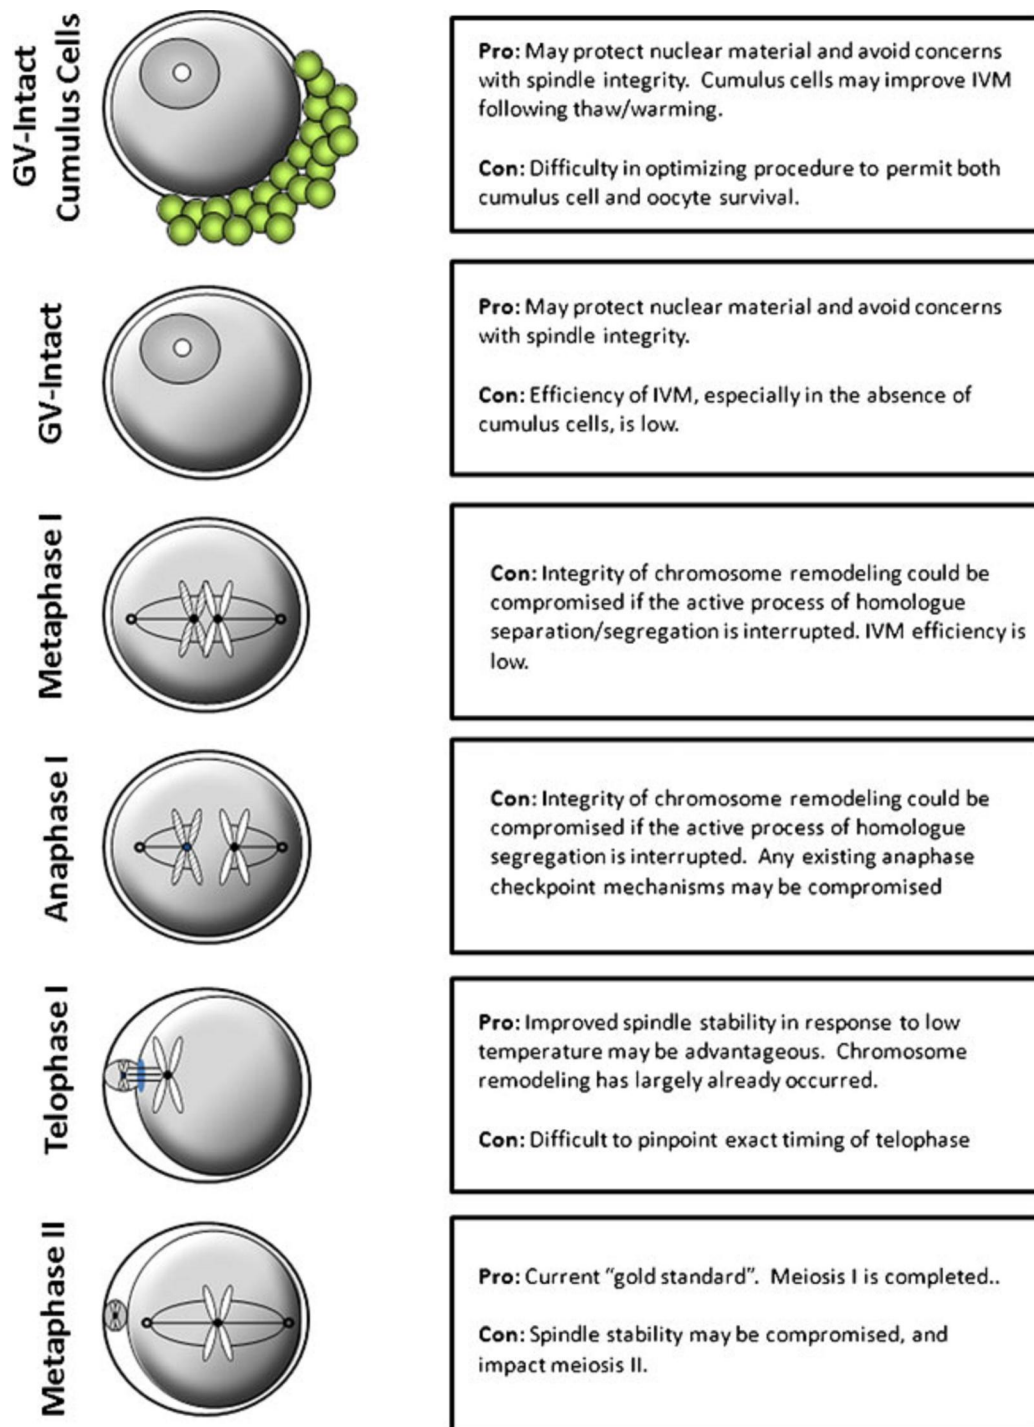 GV-Intact
Cumulus Cells
Pro: May protect nuclear material and avoid concerns
with spindle integrity.  Cumulus cells may improve IVM
following thaw/warming.
Con: Difficulty in optimizing procedure to permit both
cumulus cell and oocyte survival.
GV-Intact
Pro: May protect nuclear material and avoid concerns
with spindle integrity.
Con: Efficiency of IVM, especially in the absence of
cumulus cells, is low.
Metaphase I
Con: Integrity of chromosome remodeling could be
compromised if the active process of homologue
separation/segregation is interrupted. IVM efficiency is
low.
Anaphase I
Con: Integrity of chromosome remodeling could be
compromised if the active process of homologue
segregation is interrupted.  Any existing anaphase
checkpoint mechanisms may be compromised
Telophase I
Pro: Improved spindle stability in response to low
temperature may be advantageous.  Chromosome
remodeling has largely already occurred.
Con: Difficult to pinpoint exact timing of telophase
Metaphase II
Pro: Current “gold standard”.  Meiosis I is completed..
Con: Spindle stability may be compromised, and
impact meiosis II.